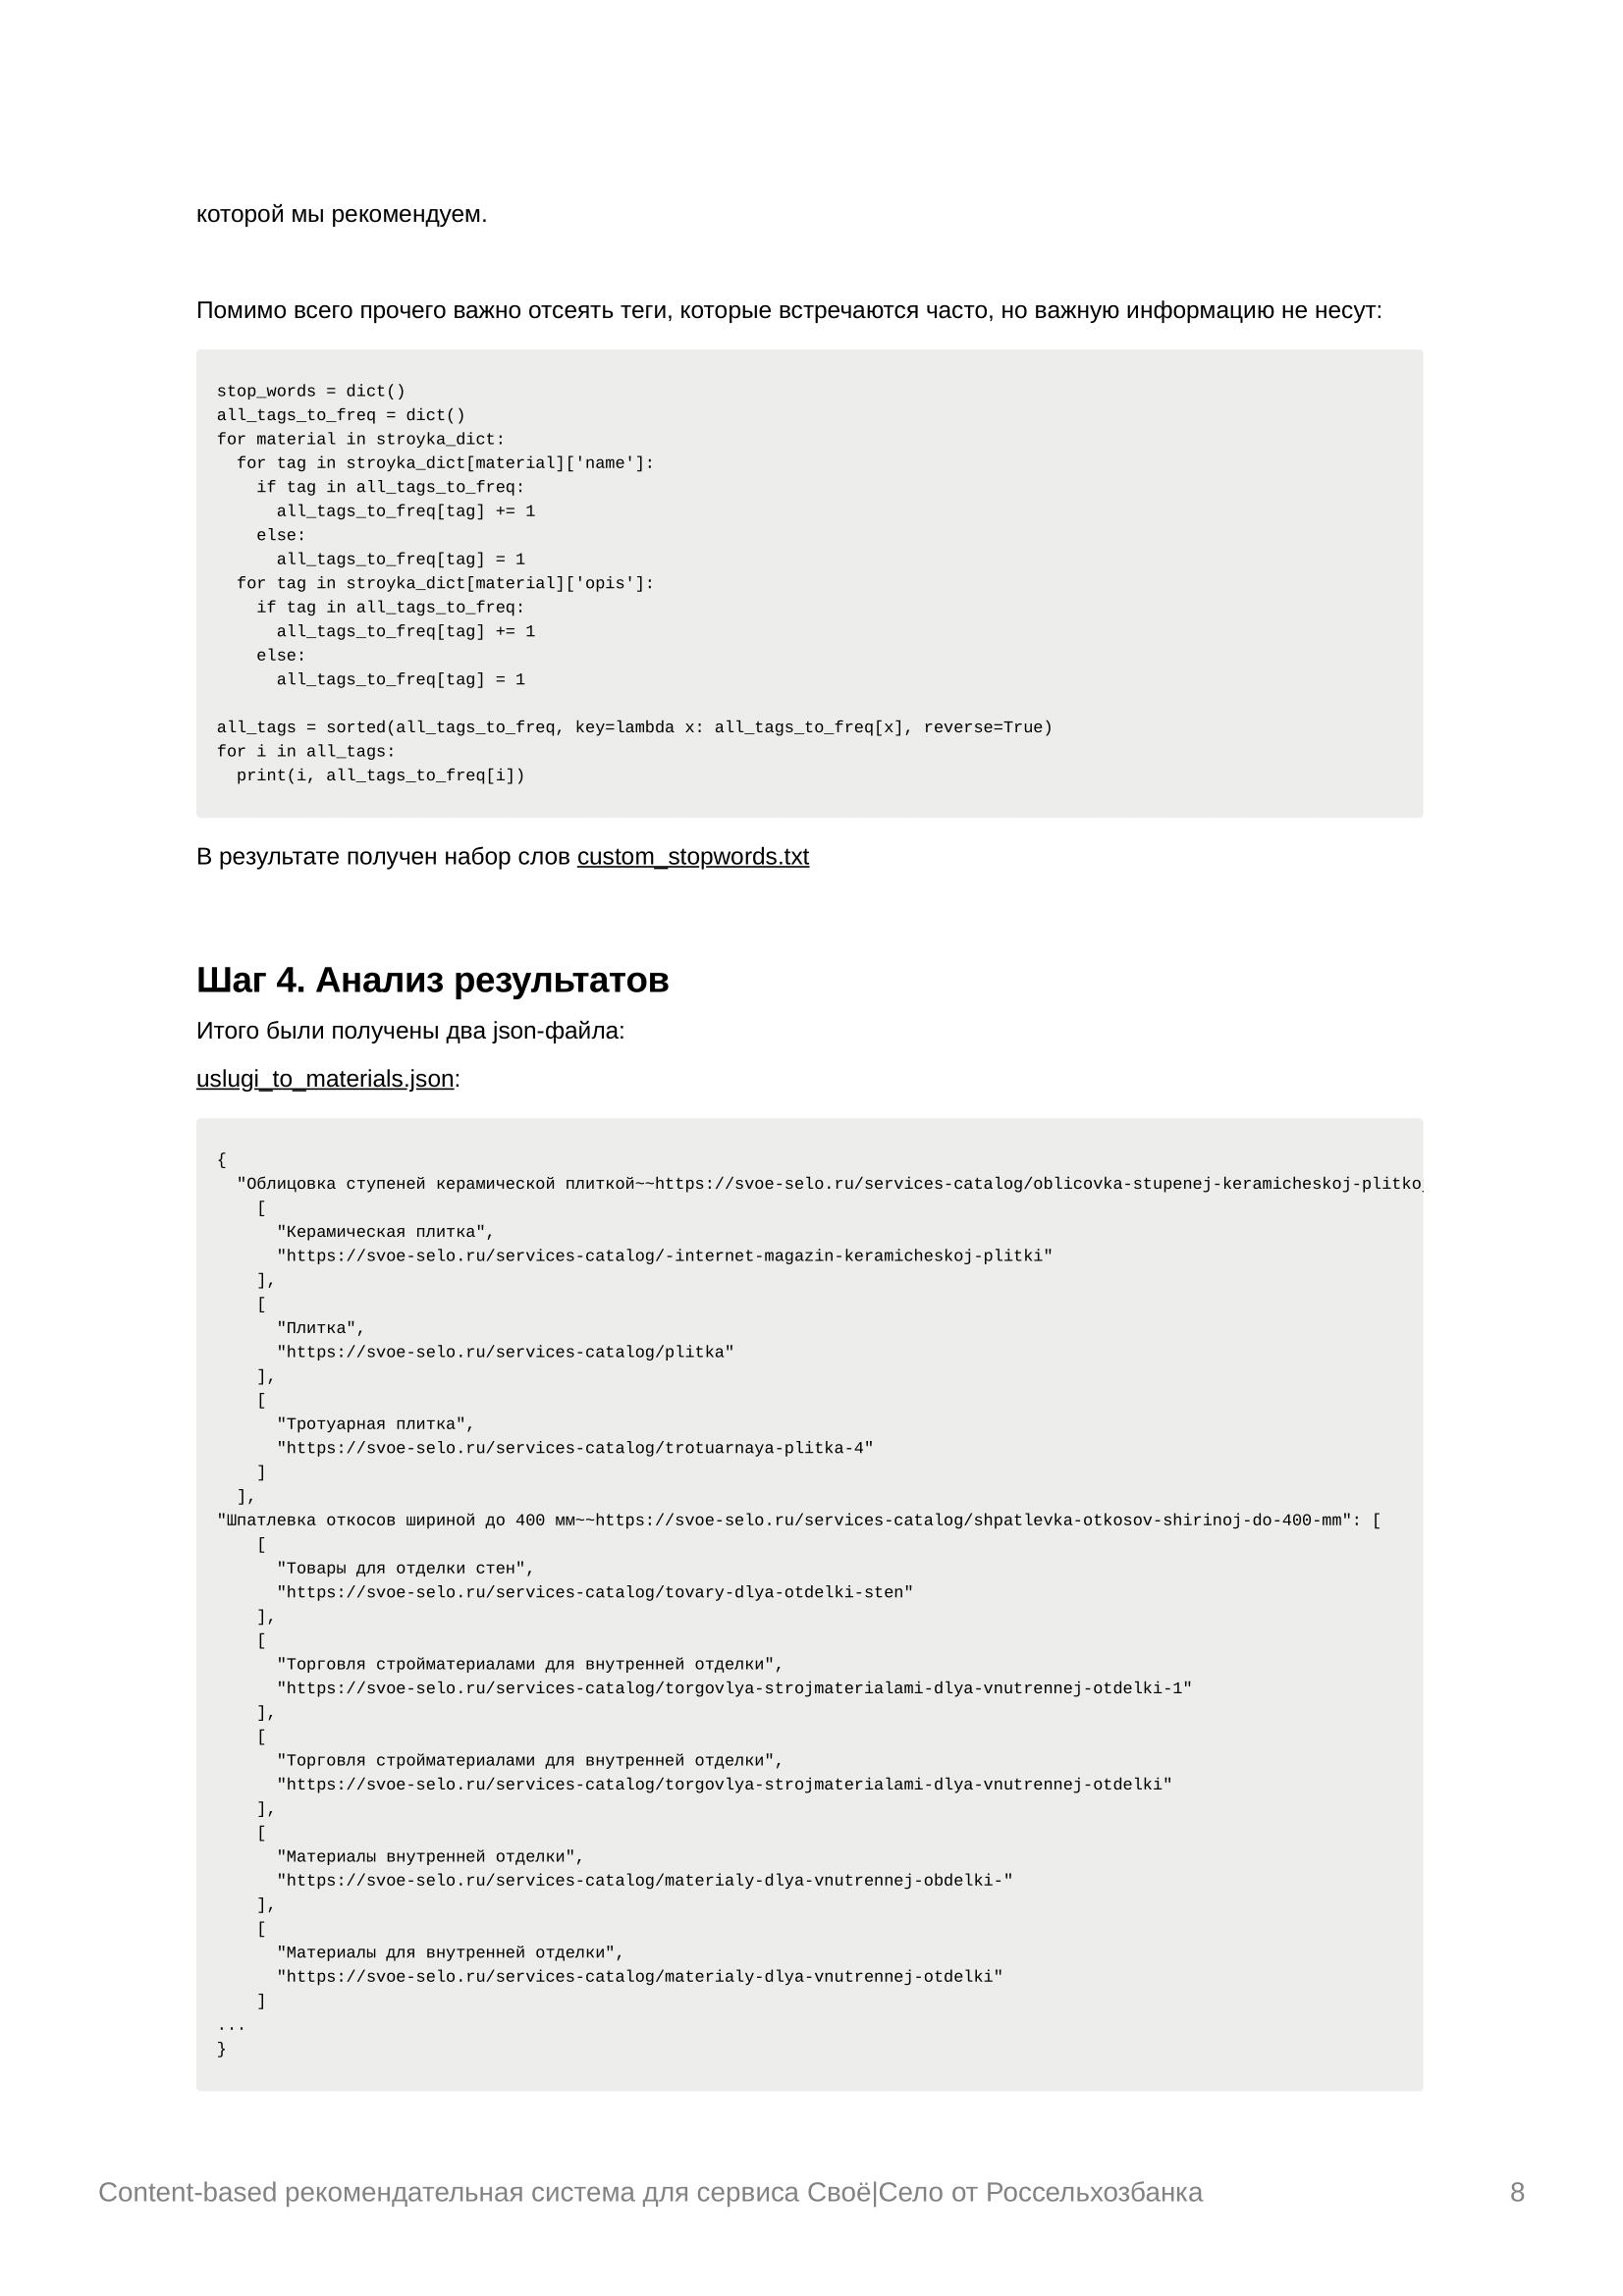 которой мы рекомендуем.
Помимо всего прочего важно отсеять теги, которые встречаются часто, но важную информацию не несут:
stop_words = dict()
all_tags_to_freq = dict()
for material in stroyka_dict:
  for tag in stroyka_dict[material]['name']:
    if tag in all_tags_to_freq:
      all_tags_to_freq[tag] += 1
    else:
      all_tags_to_freq[tag] = 1
  for tag in stroyka_dict[material]['opis']:
    if tag in all_tags_to_freq:
      all_tags_to_freq[tag] += 1
    else:
      all_tags_to_freq[tag] = 1

all_tags = sorted(all_tags_to_freq, key=lambda x: all_tags_to_freq[x], reverse=True)
for i in all_tags:
  print(i, all_tags_to_freq[i])
В результате получен набор слов custom_stopwords.txt
Шаг 4. Анализ результатов
Итого были получены два json-файла:
uslugi_to_materials.json:
{
  "Облицовка ступеней керамической плиткой~~https://svoe-selo.ru/services-catalog/oblicovka-stupenej-keramicheskoj-plitkoj
    [
      "Керамическая плитка",
      "https://svoe-selo.ru/services-catalog/-internet-magazin-keramicheskoj-plitki"
    ],
    [
      "Плитка",
      "https://svoe-selo.ru/services-catalog/plitka"
    ],
    [
      "Тротуарная плитка",
      "https://svoe-selo.ru/services-catalog/trotuarnaya-plitka-4"
    ]
  ],
"Шпатлевка откосов шириной до 400 мм~~https://svoe-selo.ru/services-catalog/shpatlevka-otkosov-shirinoj-do-400-mm": [
    [
      "Товары для отделки стен",
      "https://svoe-selo.ru/services-catalog/tovary-dlya-otdelki-sten"
    ],
    [
      "Торговля стройматериалами для внутренней отделки",
      "https://svoe-selo.ru/services-catalog/torgovlya-strojmaterialami-dlya-vnutrennej-otdelki-1"
    ],
    [
      "Торговля стройматериалами для внутренней отделки",
      "https://svoe-selo.ru/services-catalog/torgovlya-strojmaterialami-dlya-vnutrennej-otdelki"
    ],
    [
      "Материалы внутренней отделки",
      "https://svoe-selo.ru/services-catalog/materialy-dlya-vnutrennej-obdelki-"
    ],
    [
      "Материалы для внутренней отделки",
      "https://svoe-selo.ru/services-catalog/materialy-dlya-vnutrennej-otdelki"
    ]
...
}
Content-based рекомендательная система для сервиса Своё|Село от Россельхозбанка 8